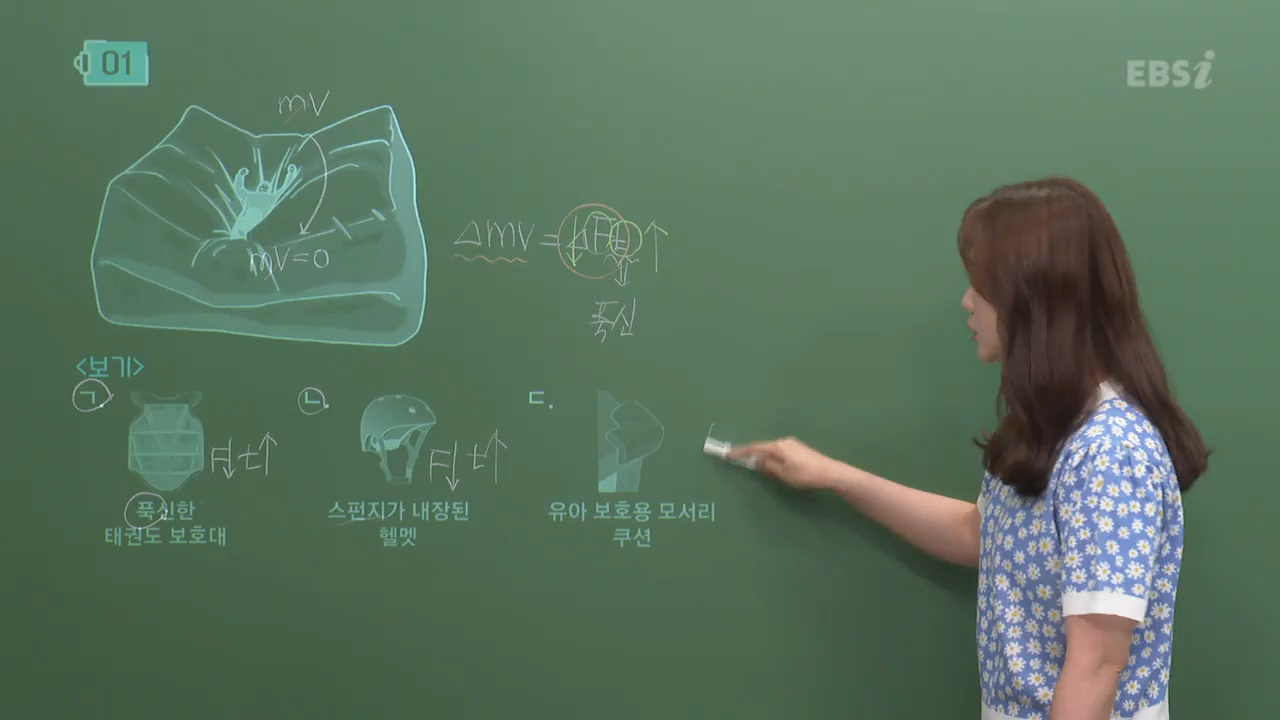 01
EBSi
mv
Δmv = ΔFt ↓ ↑
mv=0
⇓
푹신
<보기>
ㄱ.
ㄴ.
ㄷ.
F↓ t↑
F↓ t↑
푹신한
태권도 보호대
스펀지가 내장된
헬멧
유아 보호용 모서리
쿠션